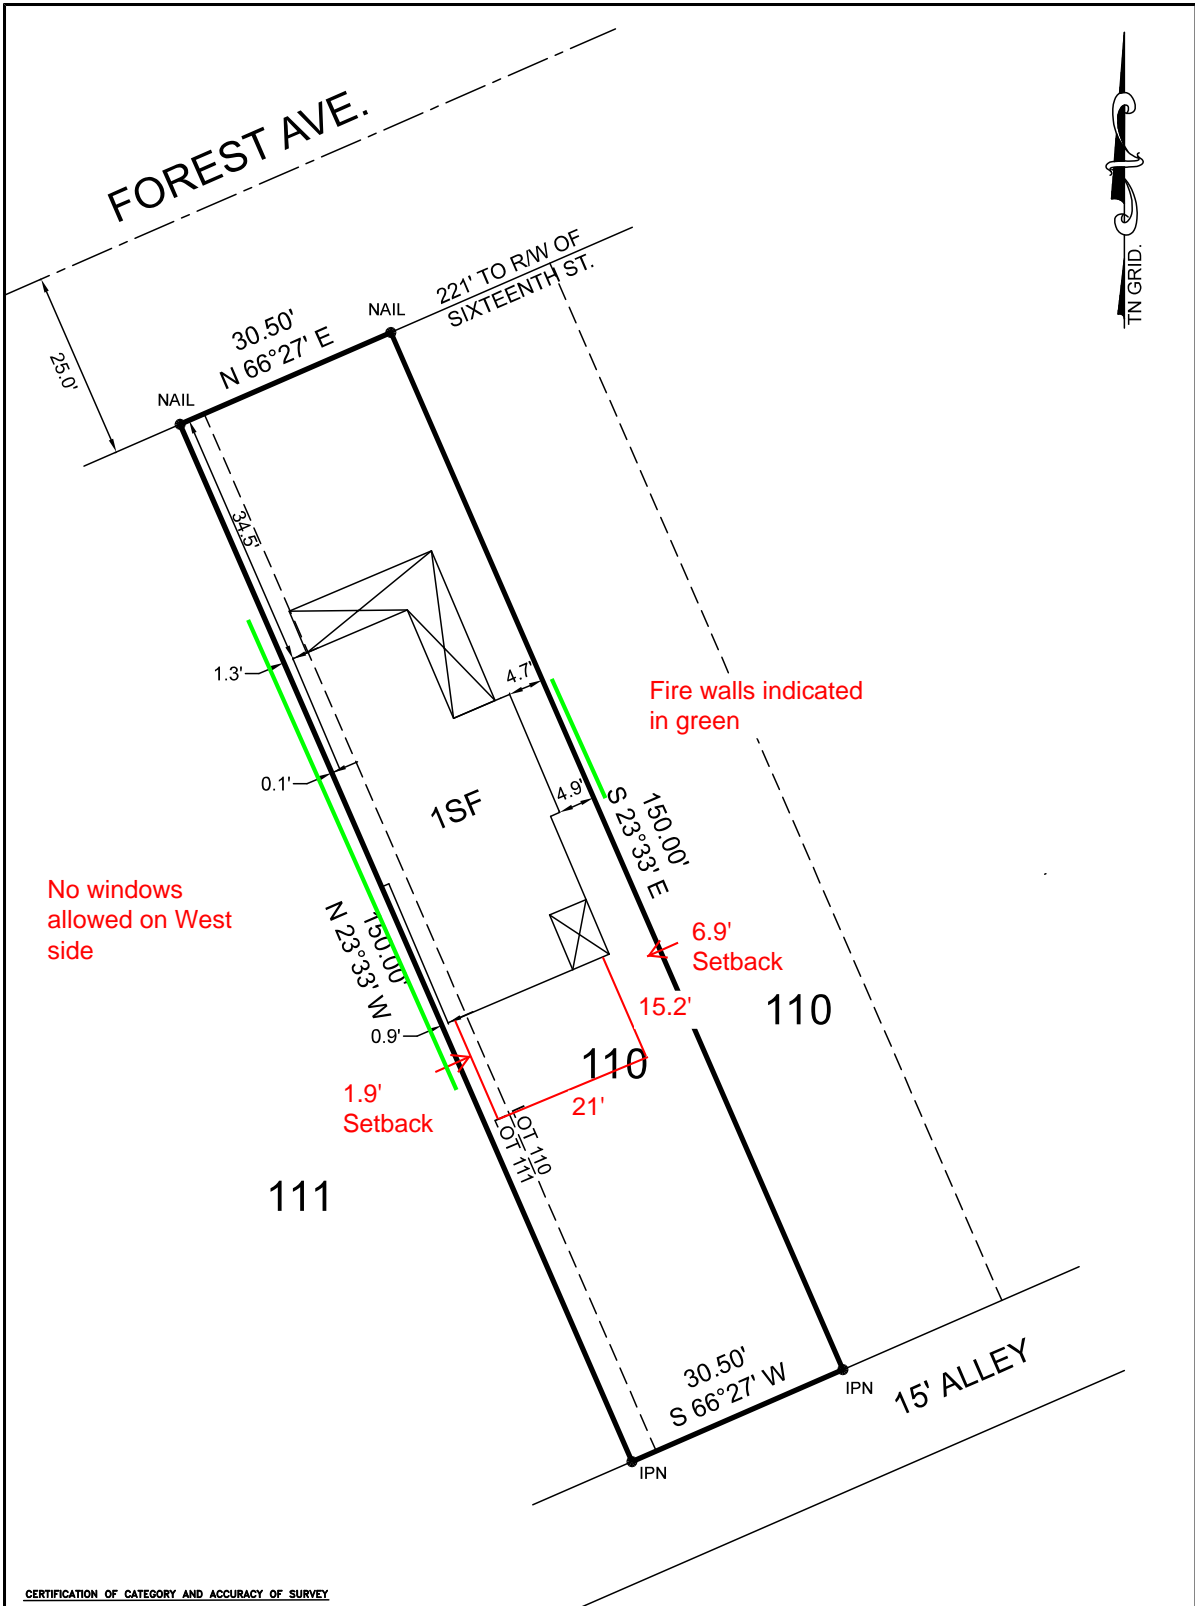 FOREST AVE.
TN GRID.
221' TO R/W OF
SIXTEENTH ST.
NAIL
30.50'
N 66°27' E
25.0'
NAIL
34.5'
1.3'
4.7'
Fire walls indicated
in green
0.1'
1SF
4.9'
150.00'
S 23°33' E
No windows
allowed on West
side
150.00'
N 23°33' W
6.9'
Setback
15.2'
110
0.9'
110
1.9'
Setback
21'
LOT 110
LOT 111
111
30.50'
S 66°27' W
IPN
15' ALLEY
IPN
CERTIFICATION OF CATEGORY AND ACCURACY OF SURVEY